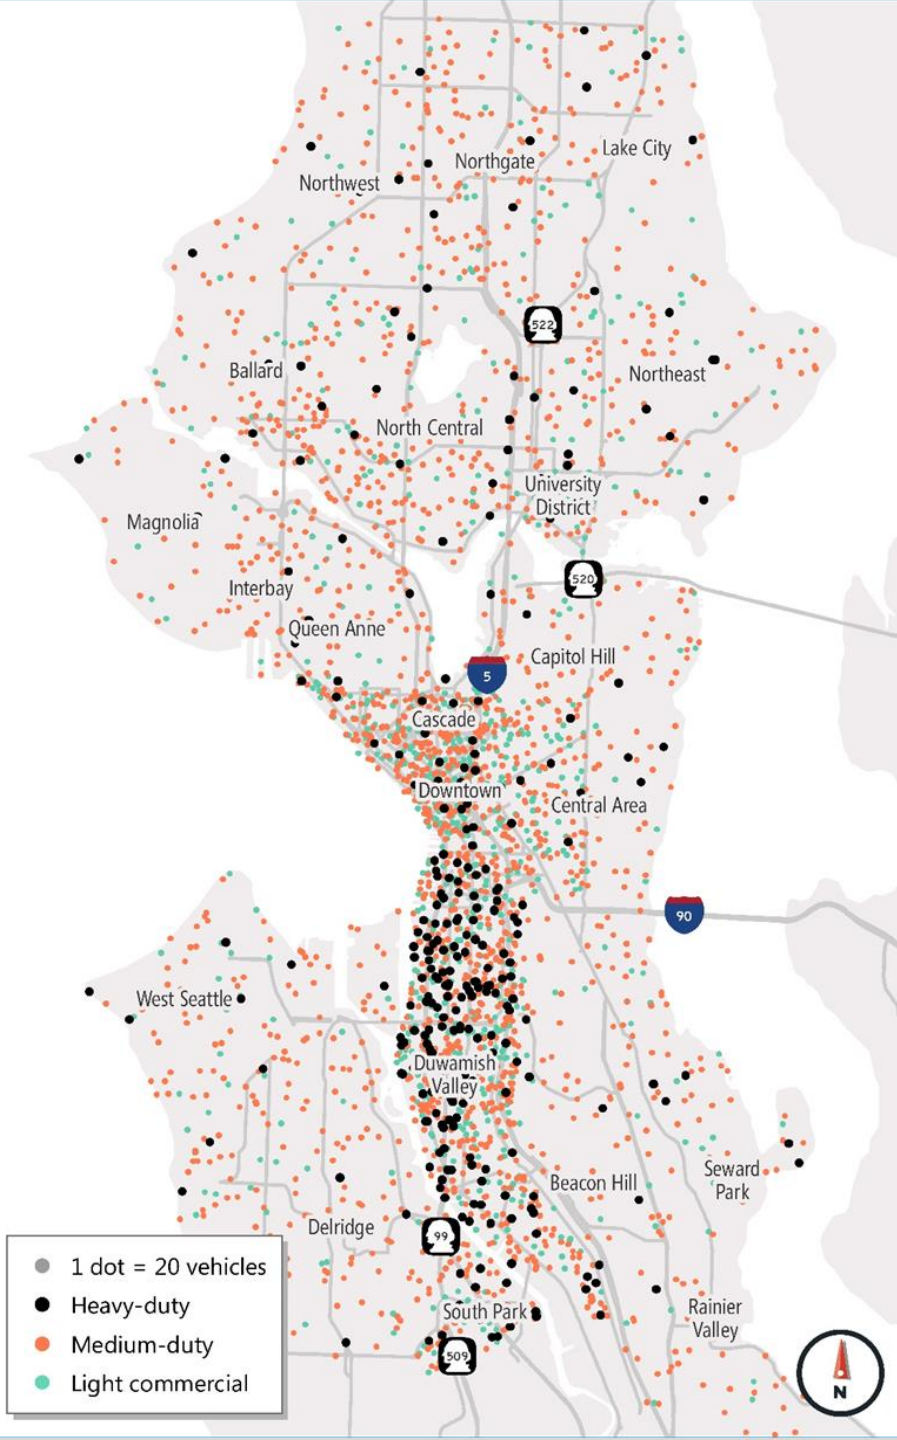 Northgate
Lake City
Northwest
522
Ballard
Northeast
North Central
University
District
Magnolia
520
Interbay
Queen Anne
Capitol Hill
5
Cascade
Downtown
Central Area
90
West Seattle
Duwamish
Valley
Seward
Park
Beacon Hill
Delridge
99
1 dot = 20 vehicles
Heavy-duty
Medium-duty
Light commercial
South Park
Rainier
Valley
509
N